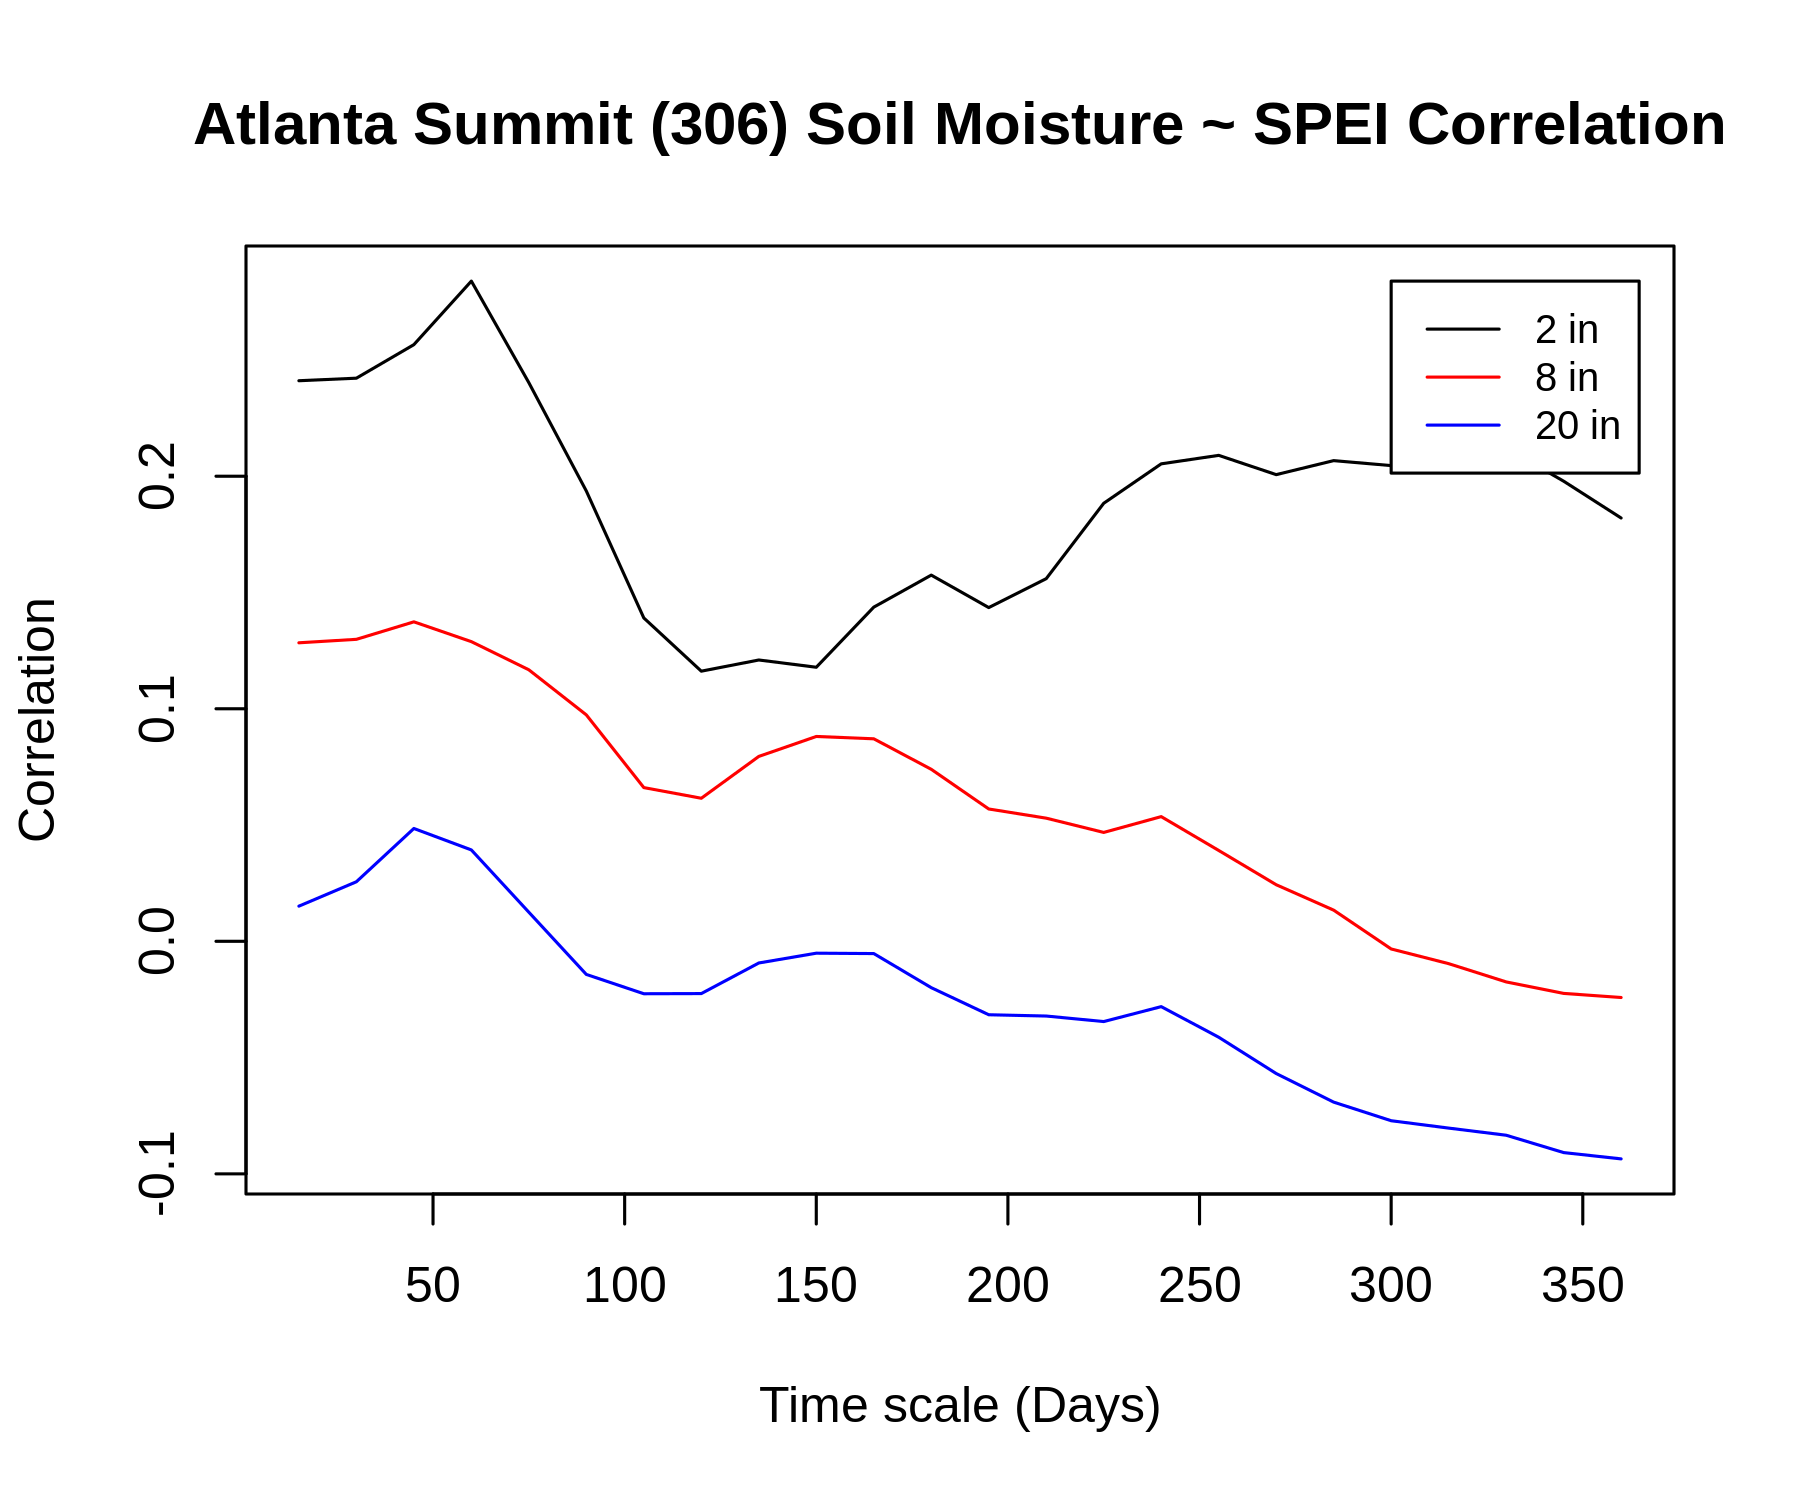 Atlanta Summit (306) Soil Moisture ~ SPEI Correlation
2 in
8 in
20 in
Correlation
0.2
0.1
0.0
-0.1
50 100 150 200 250 300 350
Time scale (Days)